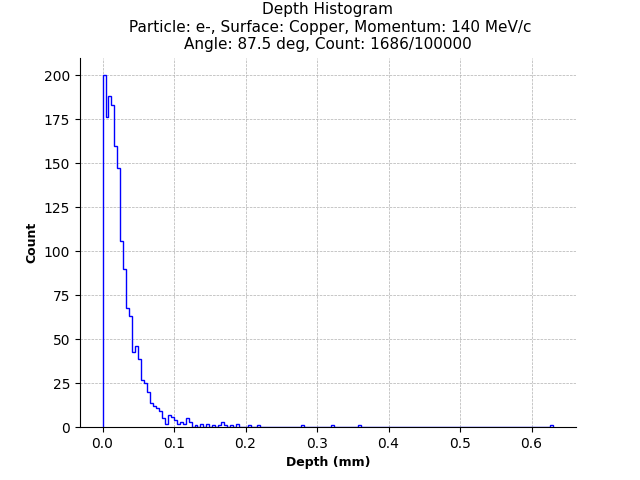 Depth Histogram
Particle: e-, Surface: Copper, Momentum: 140 MeV/c
Angle: 87.5 deg, Count: 1686/100000
200
175
150
125
100
75
50
25
0
Count
0.0 0.1 0.2 0.3 0.4 0.5 0.6
Depth (mm)